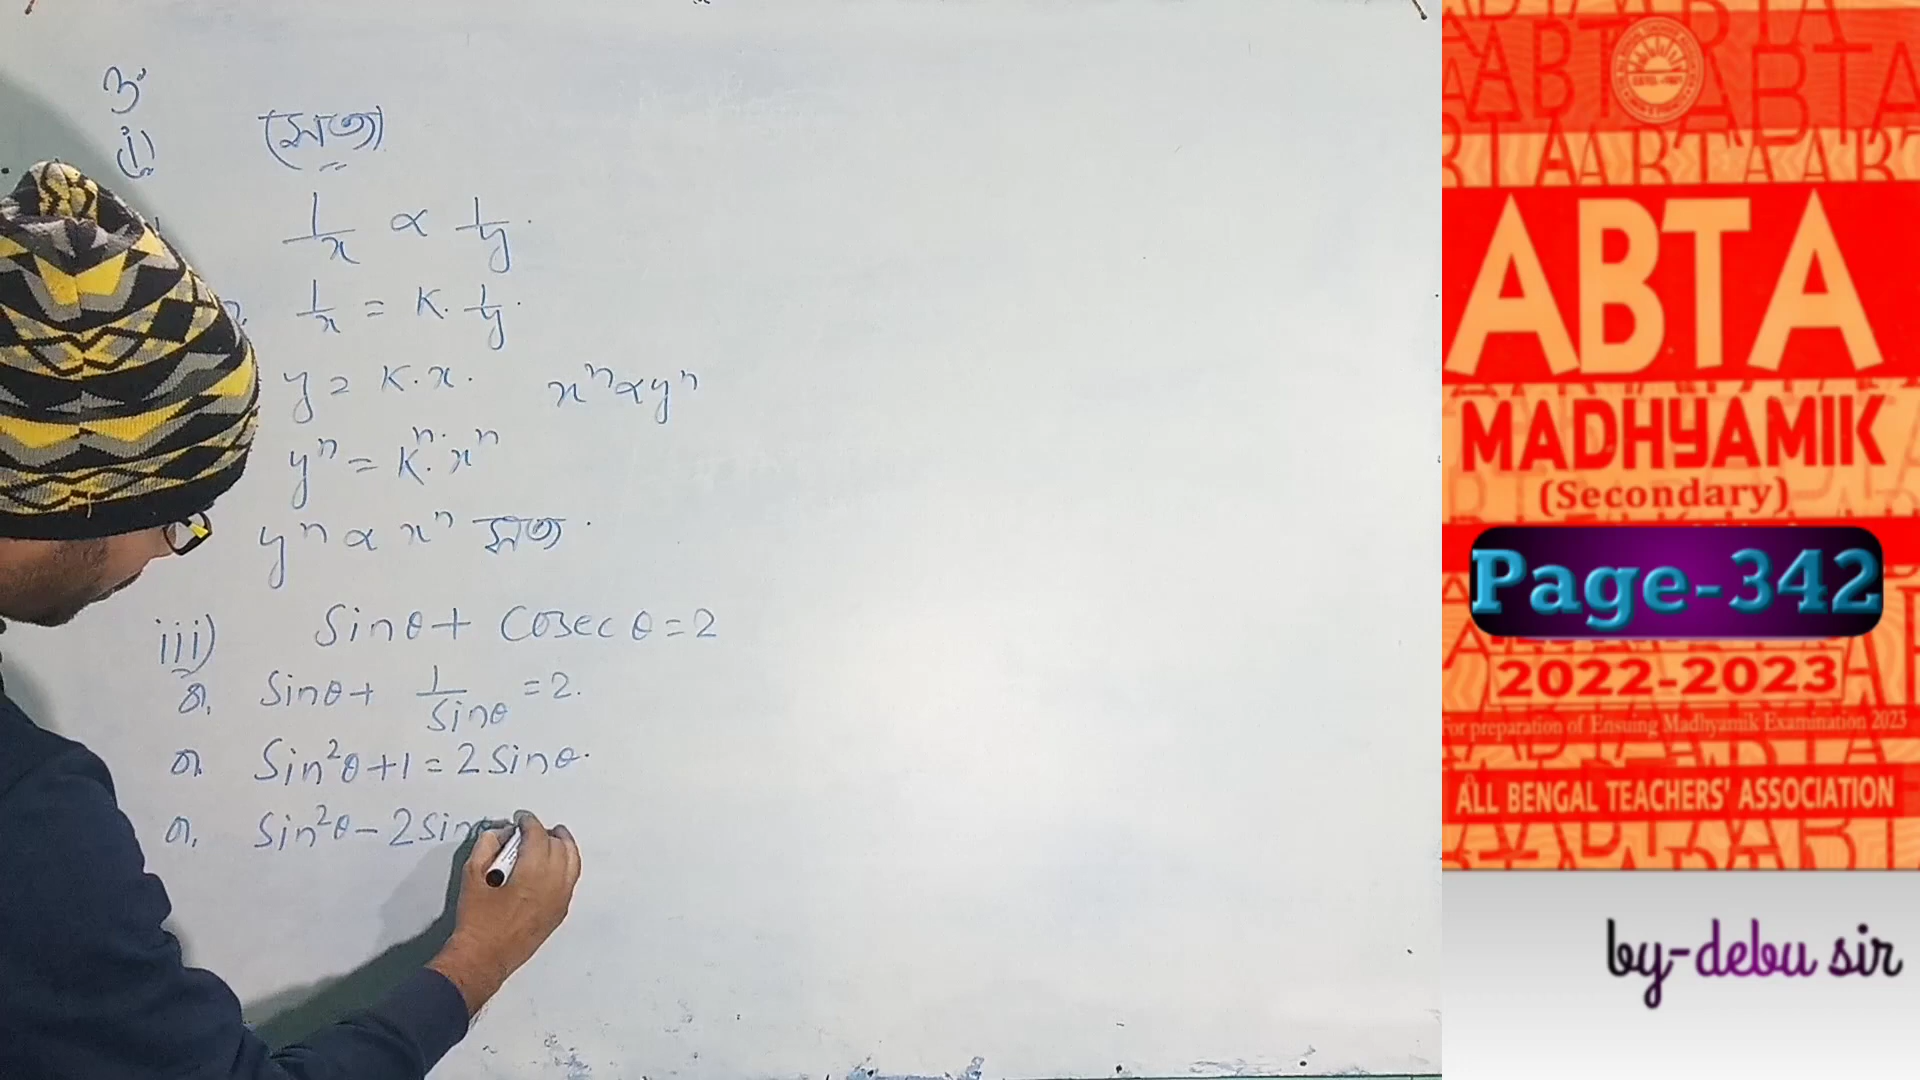 3.
(i) সত্য
1/x ∝ 1/y.
1/x = K. 1/y.
y = K.x. xⁿ ∝ yⁿ
yⁿ = Kⁿ. xⁿ
yⁿ ∝ xⁿ সত্য.
iii) Sinθ + Cosecθ = 2
বা, Sinθ + 1/Sinθ = 2.
বা, Sin²θ + 1 = 2Sinθ.
বা, Sin²θ - 2Sinθ
ABTA
MADHYAMIK
(Secondary)
Page-342
2022-2023
For preparation of Ensuing Madhyamik Examination 2023
ALL BENGAL TEACHERS' ASSOCIATION
by-debu sir